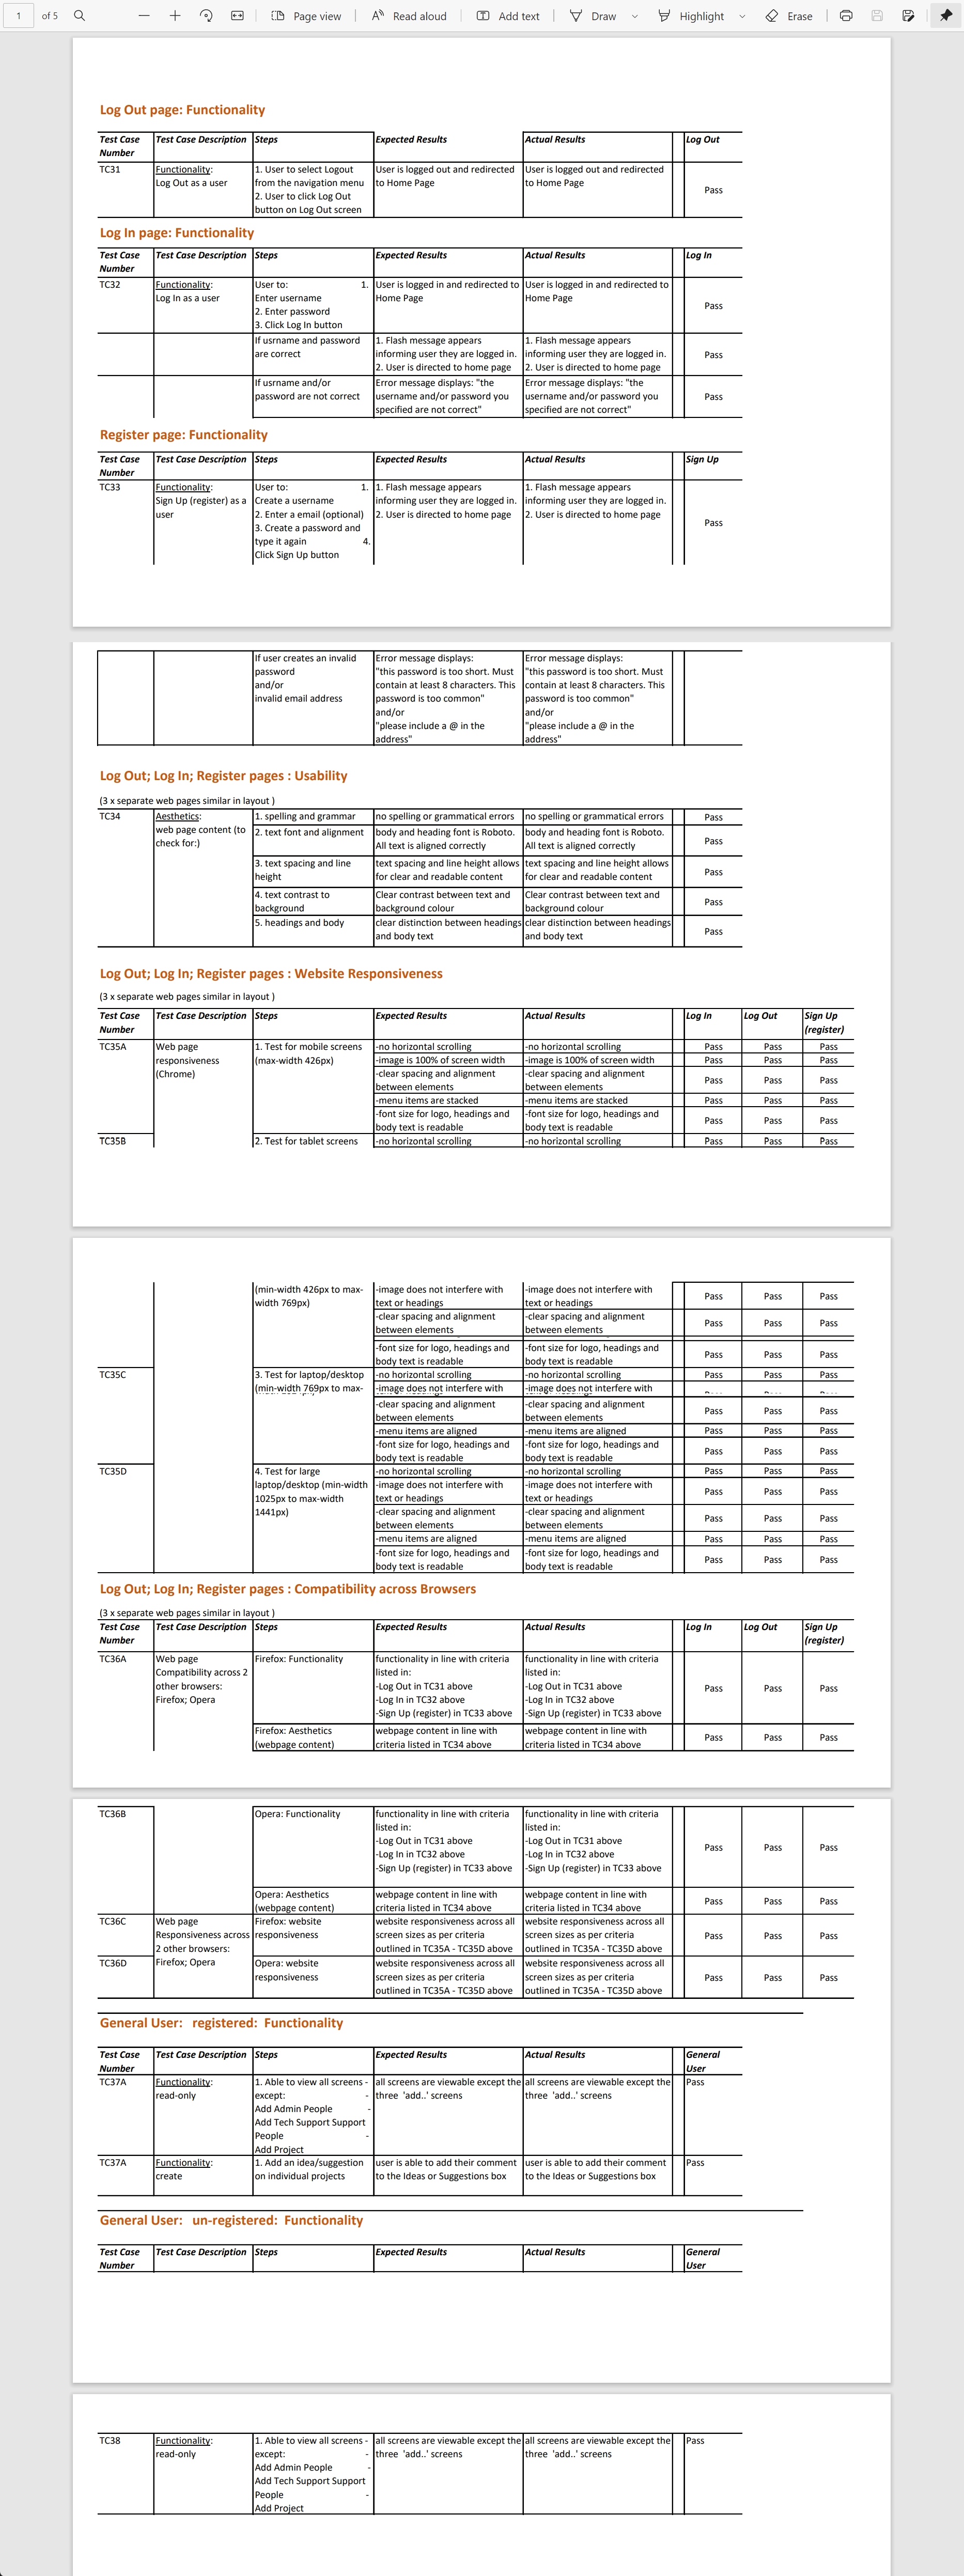 1 of 5 Page view Read aloud Add text Draw Highlight Erase
Log Out page: Functionality
Test Case Number Test Case Description Steps Expected Results Actual Results Log Out
TC31 Functionality: Log Out as a user 1. User to select Logout from the navigation menu 2. User to click Log Out button on Log Out screen User is logged out and redirected to Home Page User is logged out and redirected to Home Page Pass
Log In page: Functionality
Test Case Number Test Case Description Steps Expected Results Actual Results Log In
TC32 Functionality: Log In as a user User to: 1. Enter username 2. Enter password 3. Click Log In button User is logged in and redirected to Home Page User is logged in and redirected to Home Page Pass
If usrname and password are correct 1. Flash message appears informing user they are logged in. 2. User is directed to home page 1. Flash message appears informing user they are logged in. 2. User is directed to home page Pass
If usrname and/or password are not correct Error message displays: "the username and/or password you specified are not correct" Error message displays: "the username and/or password you specified are not correct" Pass
Register page: Functionality
Test Case Number Test Case Description Steps Expected Results Actual Results Sign Up
TC33 Functionality: Sign Up (register) as a user User to: 1. Create a username 2. Enter a email (optional) 3. Create a password and type it again 4. Click Sign Up button 1. Flash message appears informing user they are logged in. 2. User is directed to home page 1. Flash message appears informing user they are logged in. 2. User is directed to home page Pass
If user creates an invalid password and/or invalid email address Error message displays: "this password is too short. Must contain at least 8 characters. This password is too common" and/or "please include a @ in the address" Error message displays: "this password is too short. Must contain at least 8 characters. This password is too common" and/or "please include a @ in the address"
Log Out; Log In; Register pages : Usability
(3 x separate web pages similar in layout )
TC34 Aesthetics: web page content (to check for:) 1. spelling and grammar no spelling or grammatical errors no spelling or grammatical errors Pass
2. text font and alignment body and heading font is Roboto. All text is aligned correctly body and heading font is Roboto. All text is aligned correctly Pass
3. text spacing and line height text spacing and line height allows for clear and readable content text spacing and line height allows for clear and readable content Pass
4. text contrast to background Clear contrast between text and background colour Clear contrast between text and background colour Pass
5. headings and body clear distinction between headings and body text clear distinction between headings and body text Pass
Log Out; Log In; Register pages : Website Responsiveness
(3 x separate web pages similar in layout )
Test Case Number Test Case Description Steps Expected Results Actual Results Log In Log Out Sign Up (register)
TC35A Web page responsiveness (Chrome) 1. Test for mobile screens (max-width 426px) -no horizontal scrolling -no horizontal scrolling Pass Pass Pass
-image is 100% of screen width -image is 100% of screen width Pass Pass Pass
-clear spacing and alignment between elements -clear spacing and alignment between elements Pass Pass Pass
-menu items are stacked -menu items are stacked Pass Pass Pass
-font size for logo, headings and body text is readable -font size for logo, headings and body text is readable Pass Pass Pass
TC35B 2. Test for tablet screens -no horizontal scrolling -no horizontal scrolling Pass Pass Pass
(min-width 426px to max-width 769px) -image does not interfere with text or headings -image does not interfere with text or headings Pass Pass Pass
-clear spacing and alignment between elements -clear spacing and alignment between elements Pass Pass Pass
-font size for logo, headings and body text is readable -font size for logo, headings and body text is readable Pass Pass Pass
TC35C 3. Test for laptop/desktop (min-width 769px to max- -no horizontal scrolling -no horizontal scrolling Pass Pass Pass
-image does not interfere with -image does not interfere with
-clear spacing and alignment between elements -clear spacing and alignment between elements Pass Pass Pass
-menu items are aligned -menu items are aligned Pass Pass Pass
-font size for logo, headings and body text is readable -font size for logo, headings and body text is readable Pass Pass Pass
TC35D 4. Test for large laptop/desktop (min-width 1025px to max-width 1441px) -no horizontal scrolling -no horizontal scrolling Pass Pass Pass
-image does not interfere with text or headings -image does not interfere with text or headings Pass Pass Pass
-clear spacing and alignment between elements -clear spacing and alignment between elements Pass Pass Pass
-menu items are aligned -menu items are aligned Pass Pass Pass
-font size for logo, headings and body text is readable -font size for logo, headings and body text is readable Pass Pass Pass
Log Out; Log In; Register pages : Compatibility across Browsers
(3 x separate web pages similar in layout )
Test Case Number Test Case Description Steps Expected Results Actual Results Log In Log Out Sign Up (register)
TC36A Web page Compatibility across 2 other browsers: Firefox; Opera Firefox: Functionality functionality in line with criteria listed in: -Log Out in TC31 above -Log In in TC32 above -Sign Up (register) in TC33 above functionality in line with criteria listed in: -Log Out in TC31 above -Log In in TC32 above -Sign Up (register) in TC33 above Pass Pass Pass
Firefox: Aesthetics (webpage content) webpage content in line with criteria listed in TC34 above webpage content in line with criteria listed in TC34 above Pass Pass Pass
TC36B Opera: Functionality functionality in line with criteria listed in: -Log Out in TC31 above -Log In in TC32 above -Sign Up (register) in TC33 above functionality in line with criteria listed in: -Log Out in TC31 above -Log In in TC32 above -Sign Up (register) in TC33 above Pass Pass Pass
Opera: Aesthetics (webpage content) webpage content in line with criteria listed in TC34 above webpage content in line with criteria listed in TC34 above Pass Pass Pass
TC36C Web page Responsiveness across 2 other browsers: Firefox; Opera Firefox: website responsiveness website responsiveness across all screen sizes as per criteria outlined in TC35A - TC35D above website responsiveness across all screen sizes as per criteria outlined in TC35A - TC35D above Pass Pass Pass
TC36D Opera: website responsiveness website responsiveness across all screen sizes as per criteria outlined in TC35A - TC35D above website responsiveness across all screen sizes as per criteria outlined in TC35A - TC35D above Pass Pass Pass
General User: registered: Functionality
Test Case Number Test Case Description Steps Expected Results Actual Results General User
TC37A Functionality: read-only 1. Able to view all screens - except: - Add Admin People - Add Tech Support Support People - Add Project all screens are viewable except the three 'add..' screens all screens are viewable except the three 'add..' screens Pass
TC37A Functionality: create 1. Add an idea/suggestion on individual projects user is able to add their comment to the Ideas or Suggestions box user is able to add their comment to the Ideas or Suggestions box Pass
General User: un-registered: Functionality
Test Case Number Test Case Description Steps Expected Results Actual Results General User
TC38 Functionality: read-only 1. Able to view all screens - except: - Add Admin People - Add Tech Support Support People - Add Project all screens are viewable except the three 'add..' screens all screens are viewable except the three 'add..' screens Pass